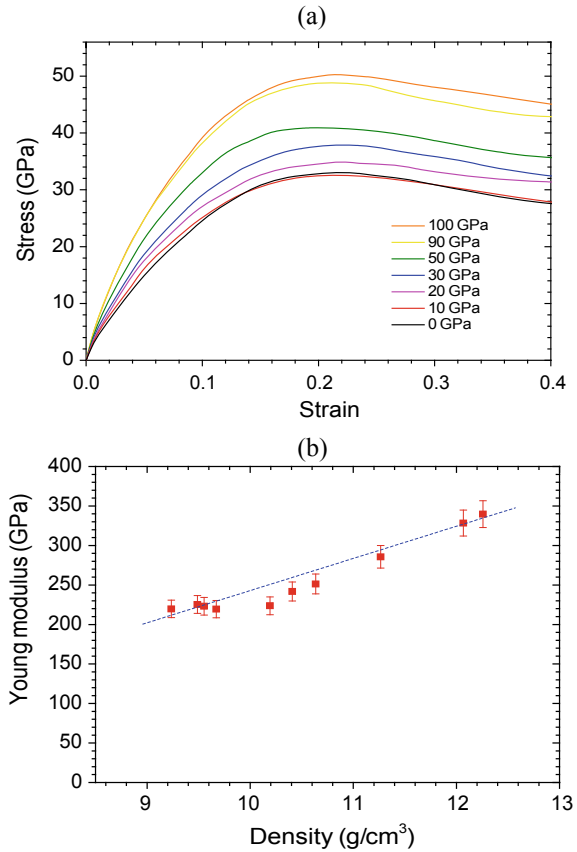 (a)
50
40
30
20
10
0
Stress (GPa)
100 GPa
90 GPa
50 GPa
30 GPa
20 GPa
10 GPa
0 GPa
0.0 0.1 0.2 0.3 0.4
Strain
(b)
400
350
300
250
200
150
100
50
0
Young modulus (GPa)
9 10 11 12 13
Density (g/cm³)